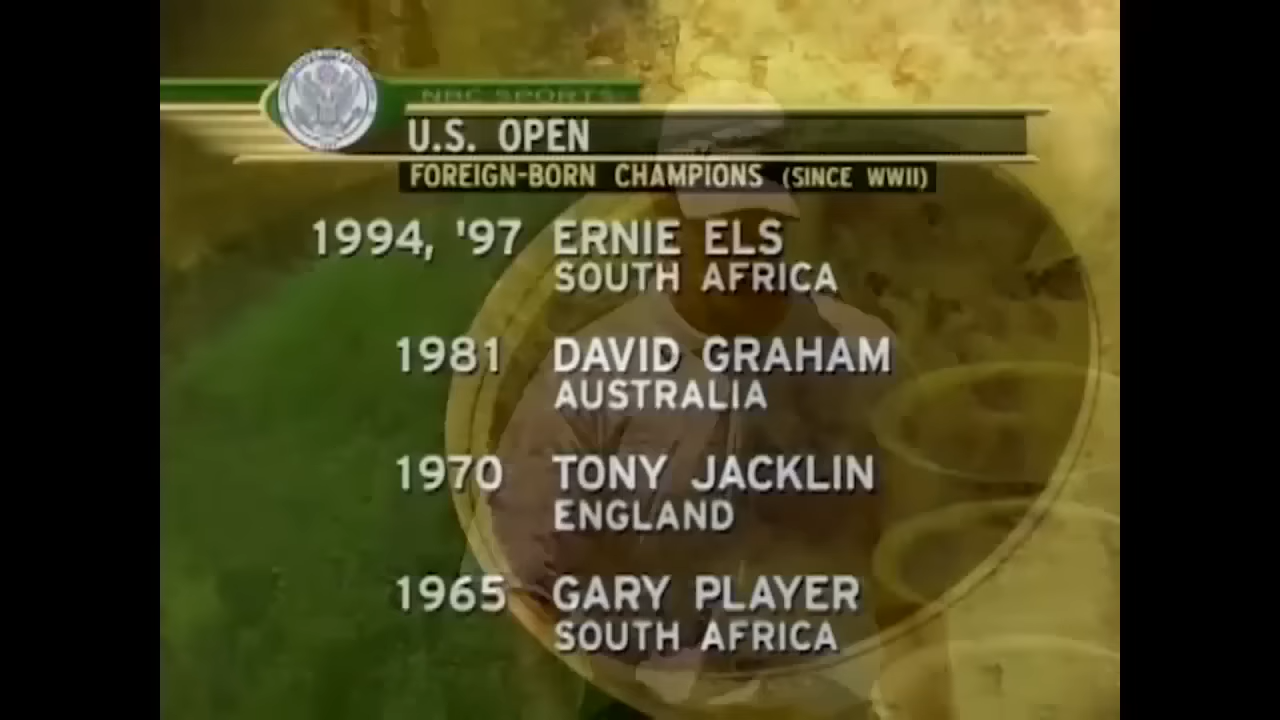 NBC SPORTS
U.S. OPEN
FOREIGN-BORN CHAMPIONS (SINCE WWII)
1994, '97 ERNIE ELS
SOUTH AFRICA
1981 DAVID GRAHAM
AUSTRALIA
1970 TONY JACKLIN
ENGLAND
1965 GARY PLAYER
SOUTH AFRICA